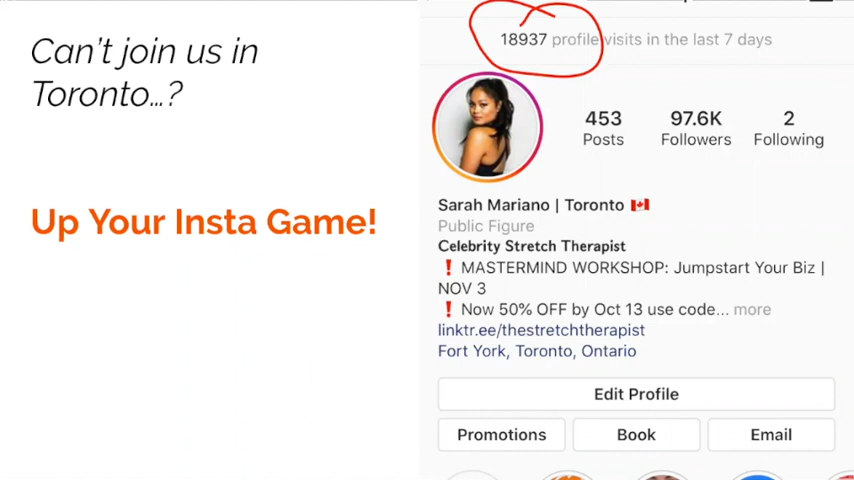 Can't join us in
Toronto...?
Up Your Insta Game!
18937 profile visits in the last 7 days
453 97.6K 2
Posts Followers Following
Sarah Mariano | Toronto 🇨🇦
Public Figure
Celebrity Stretch Therapist
❗ MASTERMIND WORKSHOP: Jumpstart Your Biz |
NOV 3
❗ Now 50% OFF by Oct 13 use code... more
linktr.ee/thestretchtherapist
Fort York, Toronto, Ontario
Edit Profile
Promotions Book Email